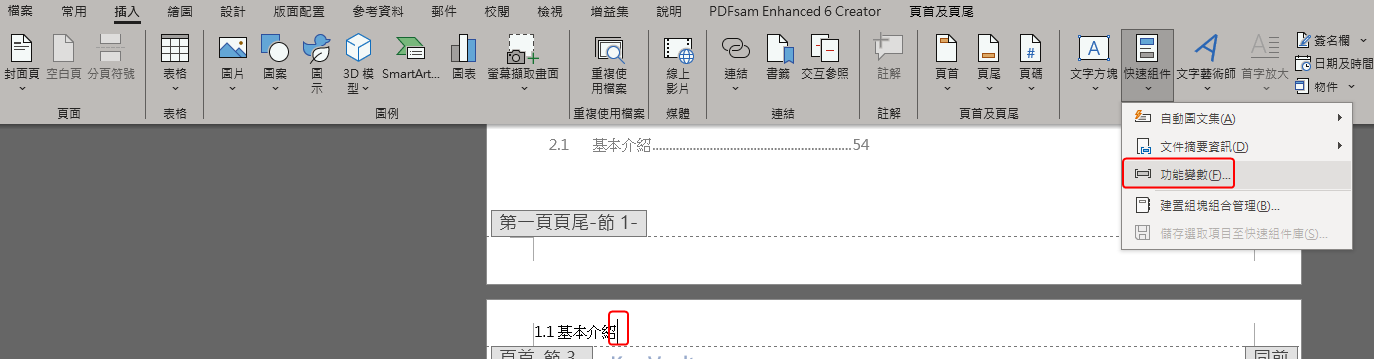 檔案 常用 插入 繪圖 設計 版面配置 參考資料 郵件 校閱 檢視 增益集 說明 PDFsam Enhanced 6 Creator 頁首及頁尾
封面頁 空白頁 分頁符號 表格 圖片 圖案 圖示 3D 模型 SmartArt... 圖表 螢幕擷取畫面 重複使用檔案 線上影片 連結 書籤 交互參照 註解 頁首 頁尾 頁碼 文字方塊 快速組件 文字藝術師 首字放大 簽名欄
日期及時間
物件
頁面 表格 圖例 重複使用檔案 媒體 連結 註解 頁首及頁尾
自動圖文集(A)
文件摘要資訊(D)
功能變數(F)...
建置組塊組合管理(B)...
儲存選取項目至快速組件庫(S)...
2.1 基本介紹......................................................54
第一頁頁尾-節 1-
1.1 基本介紹